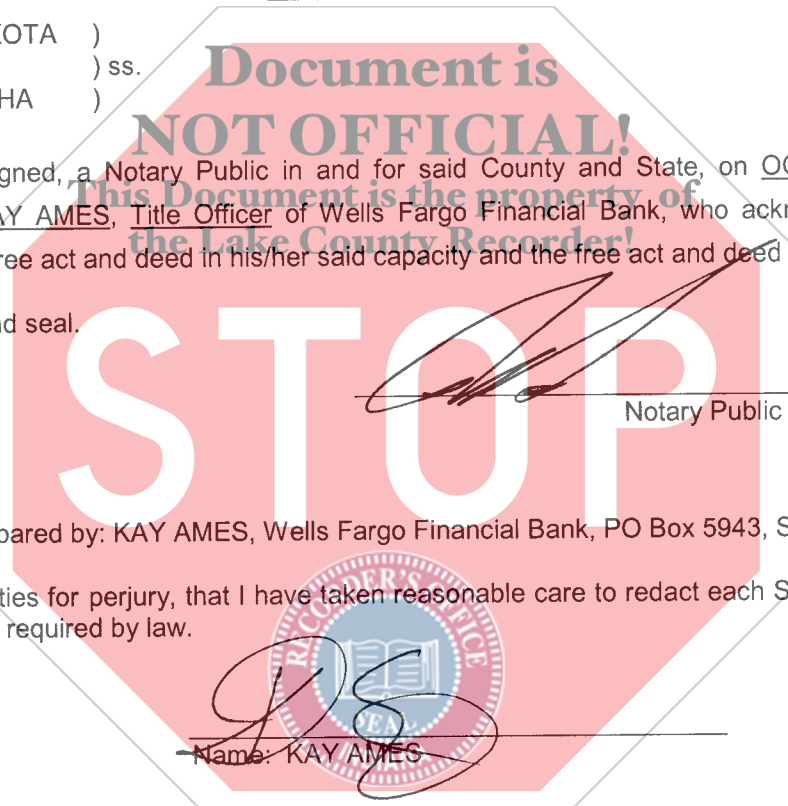 KOTA )
) ss.
HA )
Document is
NOT OFFICIAL!
gned, a Notary Public in and for said County and State, on OC
This Document is the property of
AY AMES, Title Officer of Wells Fargo Financial Bank, who ackn
the Lake County Recorder!
ree act and deed in his/her said capacity and the free act and deed
nd seal.
STOP
Notary Public
pared by: KAY AMES, Wells Fargo Financial Bank, PO Box 5943, S
ties for perjury, that I have taken reasonable care to redact each S
required by law.
RECORDER'S OFFICE
SEAL
INDIANA
Name: KAY AMES